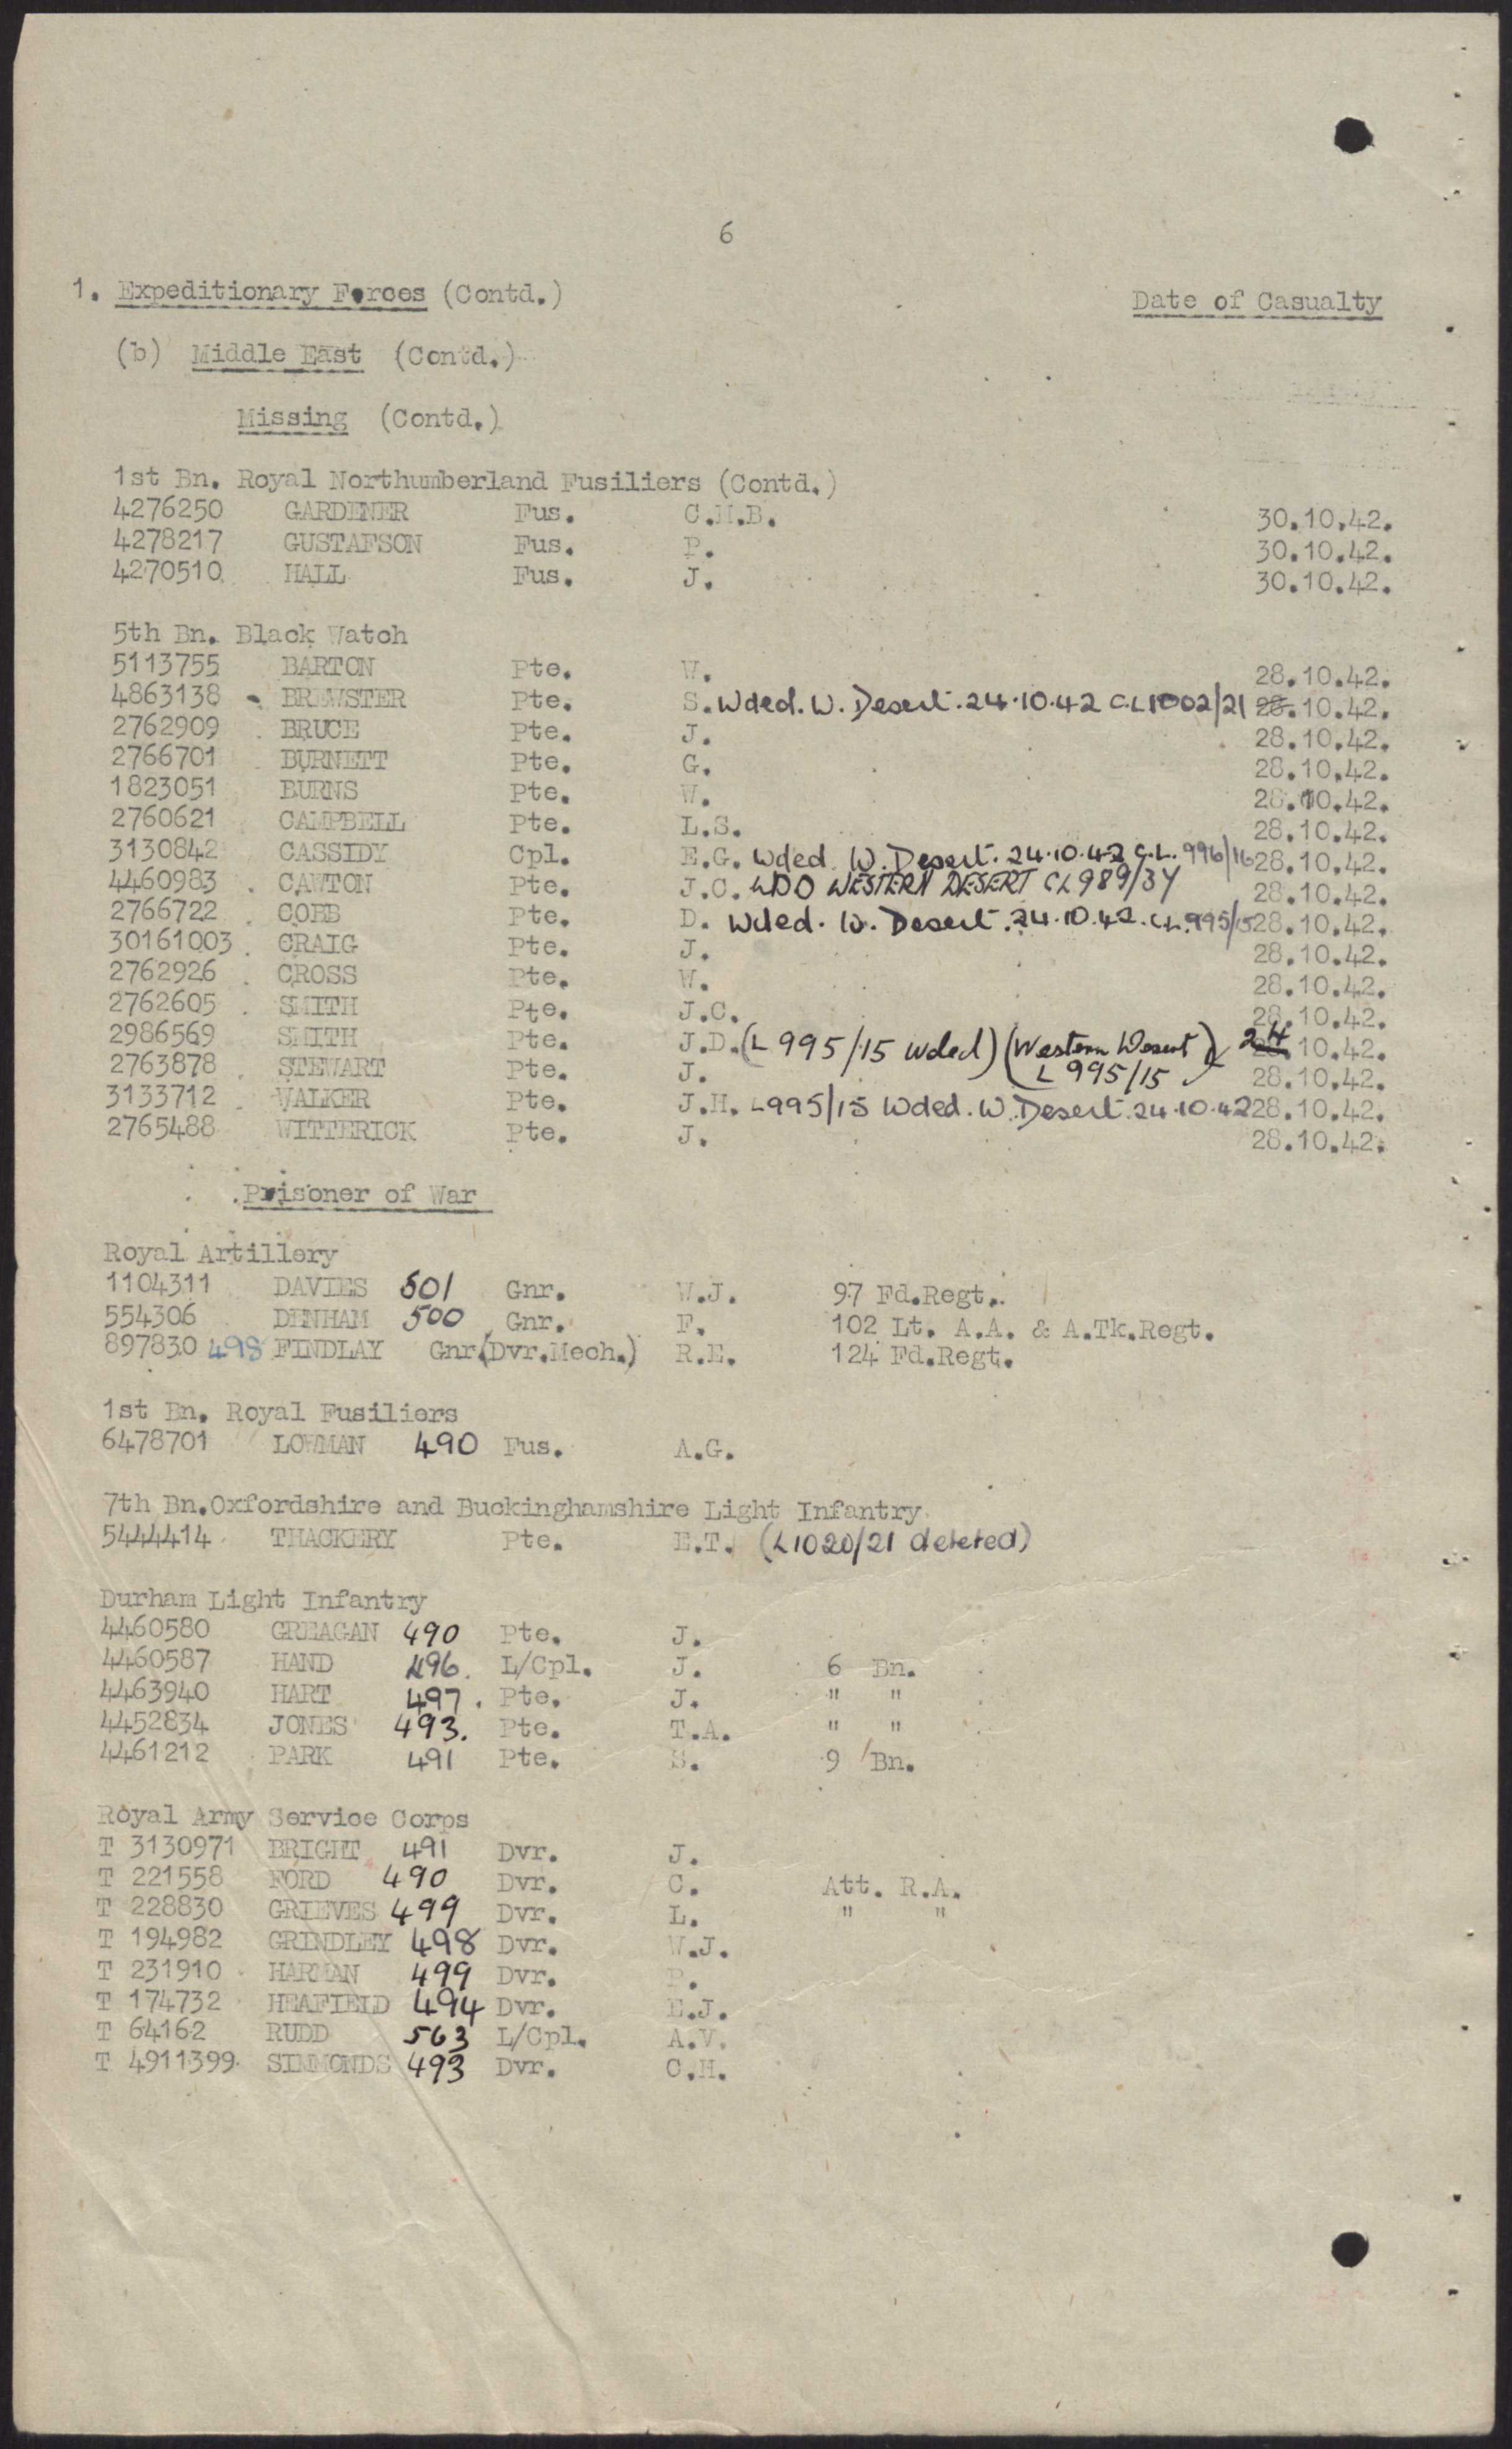 6
1. Expeditionary Forces (Contd.)
Date of Casualty
(b) Middle East (Contd.)
Missing (Contd.)
1st Bn. Royal Northumberland Fusiliers (Contd.)
4276250 GARDENER Fus. C.H.B. 30.10.42.
4278217 GUSTAFSON Fus. P. 30.10.42.
4270510 HALL Fus. J. 30.10.42.
5th Bn. Black Watch
5113755 BARTON Pte. W. 28.10.42.
4863138 - BREWSTER Pte. S. Wded. W. Desert. 24.10.42 C.L 1002/21 28.10.42.
2762909 BRUCE Pte. J. 28.10.42.
2766701 BURNETT Pte. G. 28.10.42.
1823051 BURNS Pte. W. 28.10.42.
2760621 CAMPBELL Pte. L.S. 28.10.42.
3130842 CASSIDY Cpl. E.G. Wded. W. Desert. 24.10.42 C.L. 996/16 28.10.42.
4460983 CAWTON Pte. J.C. WDO WESTERN DESERT CL 989/34 28.10.42.
2766722 COBB Pte. D. Wded. W. Desert. 24.10.42. C.L. 995/15 28.10.42.
30161003 CRAIG Pte. J. 28.10.42.
2762926 CROSS Pte. W. 28.10.42.
2762605 SMITH Pte. J.C. 28.10.42.
2986569 SMITH Pte. J.D. (L 995/15 wded) (Western Desert) 24 10.42.
L 995/15
2763878 STEWART Pte. J. 28.10.42.
3133712 WALKER Pte. J.H. L995/15 Wded. W. Desert 24.10.42 28.10.42.
2765488 WITTERICK Pte. J. 28.10.42.
Prisoner of War
Royal Artillery
1104311 DAVIES 501 Gnr. W.J. 97 Fd.Regt.
554306 DENHAM 500 Gnr. F. 102 Lt. A.A. & A.Tk.Regt.
897830 498 FINDLAY Gnr.(Dvr.Mech.) R.E. 124 Fd.Regt.
1st Bn. Royal Fusiliers
6478701 LOWMAN 490 Fus. A.G.
7th Bn.Oxfordshire and Buckinghamshire Light Infantry
5444414 THACKERY Pte. E.T. (L1020/21 deleted)
Durham Light Infantry
4460580 GREAGAN 490 Pte. J.
4460587 HAND 496. L/Cpl. J. 6 Bn.
4463940 HART 497. Pte. J. " "
4452834 JONES 493. Pte. T.A. " "
4461212 PARK 491 Pte. S. 9 Bn.
Royal Army Service Corps
T 3130971 BRIGHT 491 Dvr. J.
T 221558 FORD 490 Dvr. C. Att. R.A.
T 228830 GRIEVES 499 Dvr. L. " "
T 194982 GRINDLEY 498 Dvr. W.J.
T 231910 HARMAN 499 Dvr. P.
T 174732 HEAFIELD 494 Dvr. E.J.
T 64162 RUDD 563 L/Cpl. A.V.
T 4911399 SIMMONDS 493 Dvr. C.H.